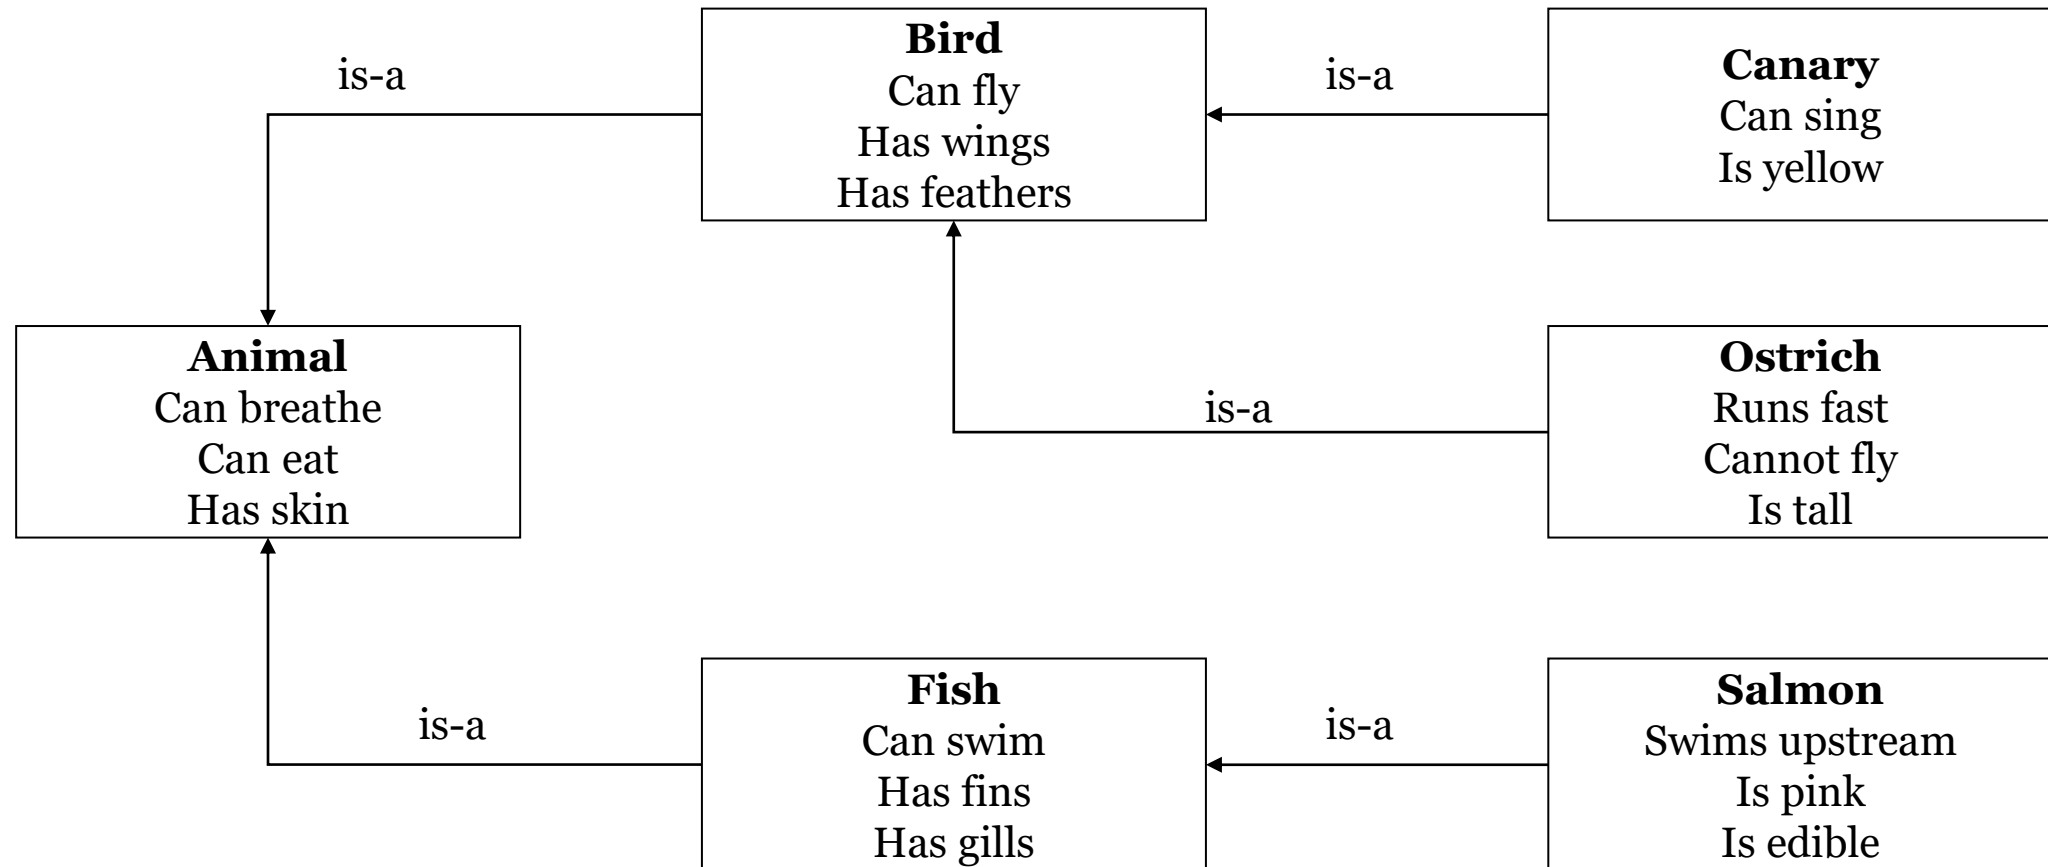 is-a
Bird
Can fly
Has wings
Has feathers
is-a
Canary
Can sing
Is yellow
Animal
Can breathe
Can eat
Has skin
is-a
Ostrich
Runs fast
Cannot fly
Is tall
is-a
Fish
Can swim
Has fins
Has gills
is-a
Salmon
Swims upstream
Is pink
Is edible